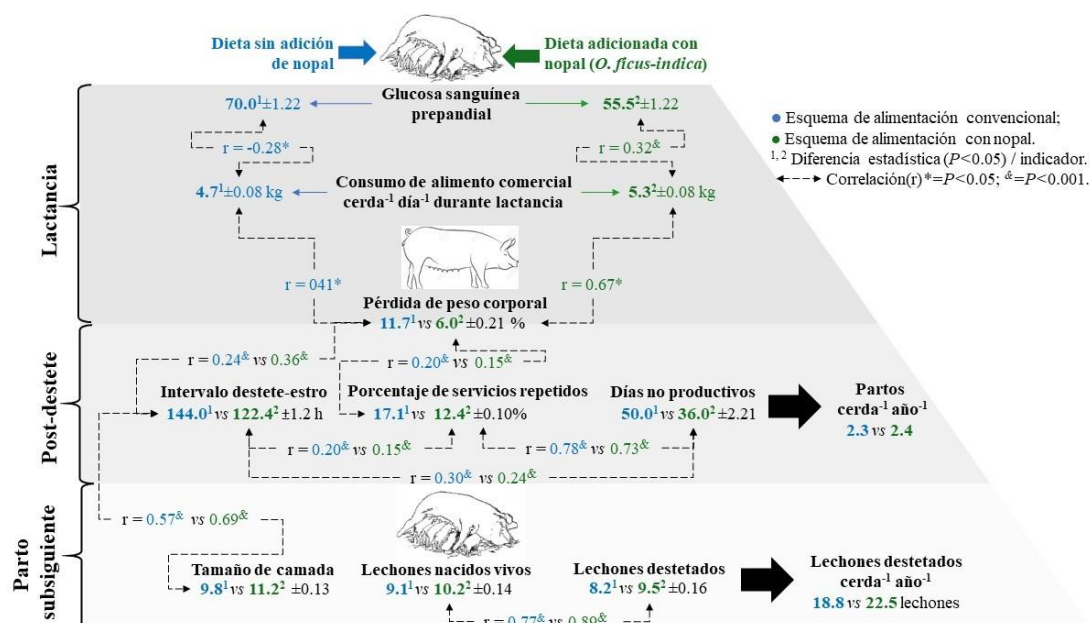 Dieta sin adición
de nopal
Dieta adicionada con
nopal (O. ficus-indica)
Glucosa sanguínea
prepandial
70.0¹±1.22
55.5²±1.22
r = -0.28*
r = 0.32&
● Esquema de alimentación convencional;
● Esquema de alimentación con nopal.
1, 2 Diferencia estadística (P<0.05) / indicador.
Correlación(r) *=P<0.05; &=P<0.001.
Lactancia
4.7¹±0.08 kg
Consumo de alimento comercial
cerda⁻¹ día⁻¹ durante lactancia
5.3²±0.08 kg
r = 041*
r = 0.67*
Pérdida de peso corporal
11.7¹ vs 6.0² ±0.21 %
Post-destete
r = 0.24& vs 0.36&
r = 0.20& vs 0.15&
Intervalo destete-estro
144.0¹ vs 122.4² ±1.2 h
Porcentaje de servicios repetidos
17.1¹ vs 12.4² ±0.10%
Días no productivos
50.0¹ vs 36.0² ±2.21
Partos
cerda⁻¹ año⁻¹
2.3 vs 2.4
r = 0.20& vs 0.15&
r = 0.78& vs 0.73&
r = 0.30& vs 0.24&
Parto
subsiguiente
r = 0.57& vs 0.69&
Tamaño de camada
9.8¹ vs 11.2² ±0.13
Lechones nacidos vivos
9.1¹ vs 10.2² ±0.14
Lechones destetados
8.2¹ vs 9.5² ±0.16
Lechones destetados
cerda⁻¹ año⁻¹
18.8 vs 22.5 lechones
r = 0.77& vs 0.89&